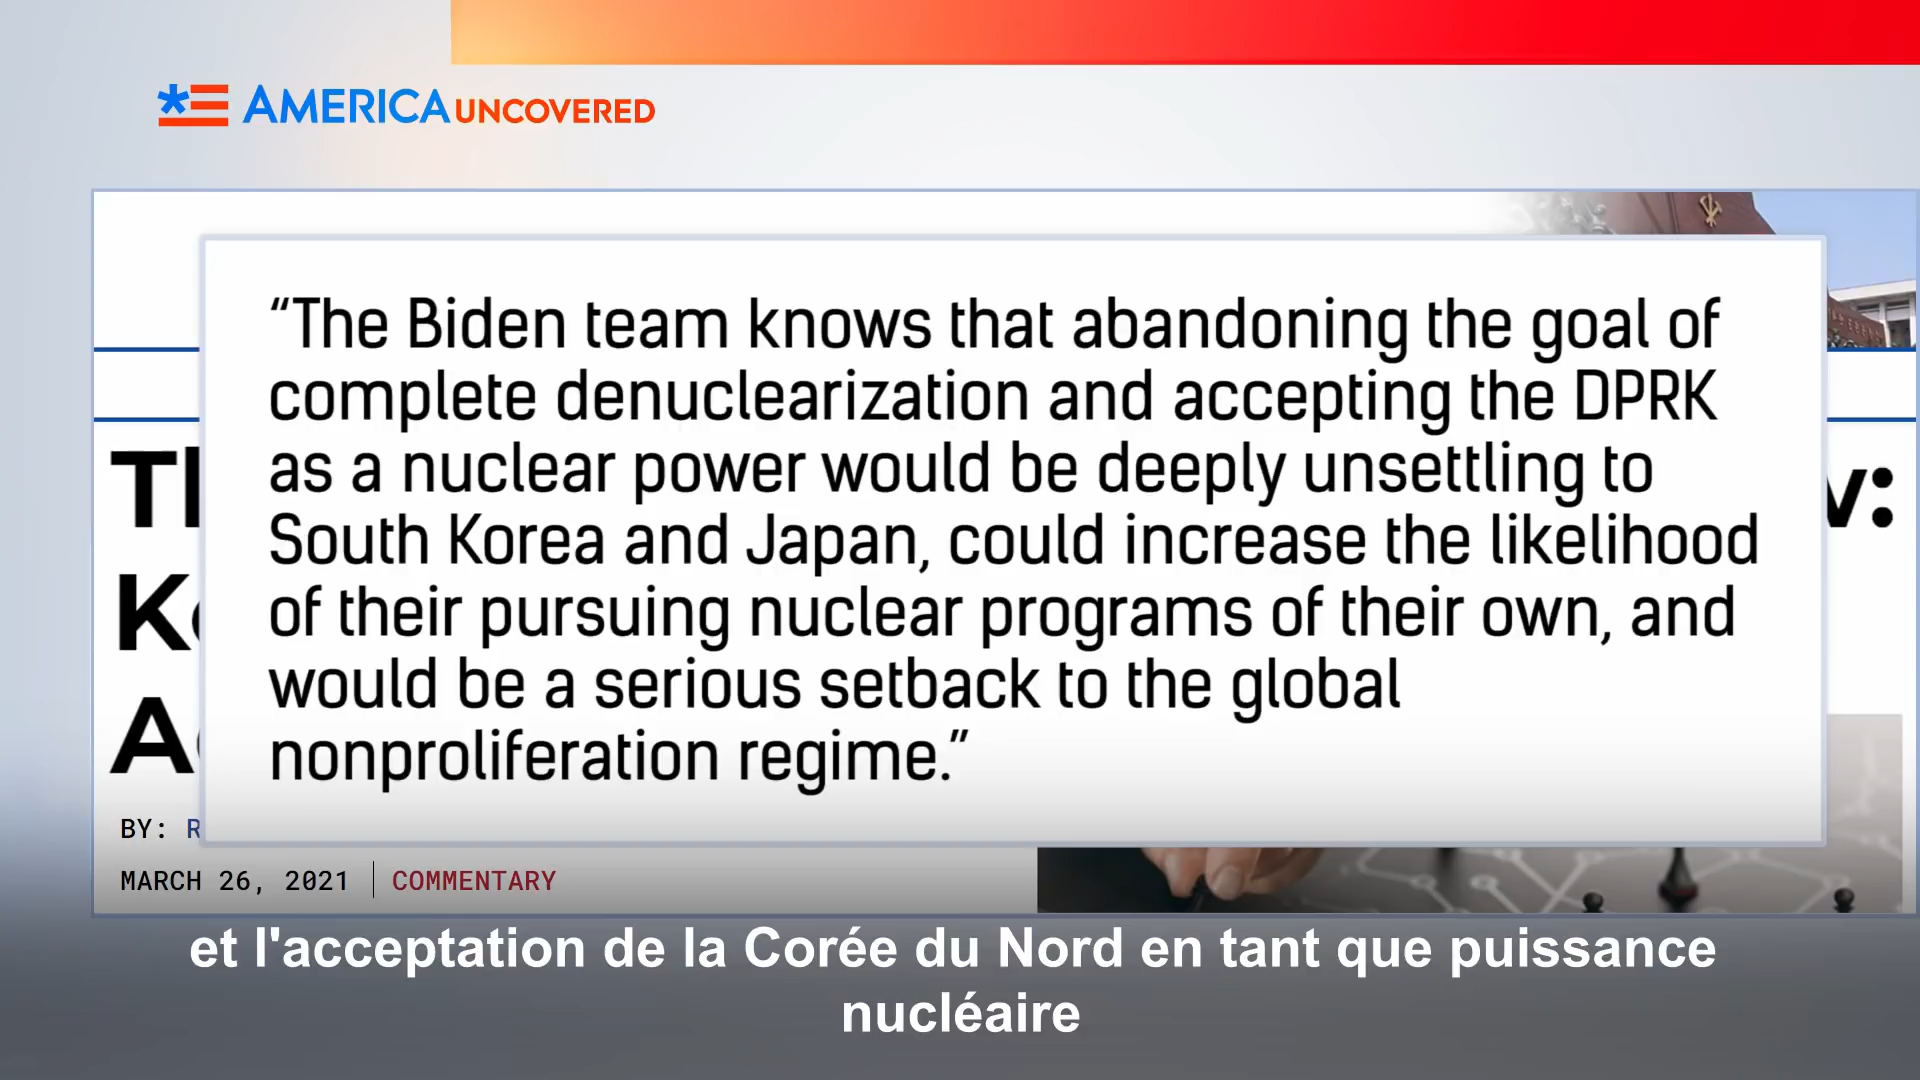 AMERICA UNCOVERED
“The Biden team knows that abandoning the goal of
complete denuclearization and accepting the DPRK
as a nuclear power would be deeply unsettling to
South Korea and Japan, could increase the likelihood
of their pursuing nuclear programs of their own, and
would be a serious setback to the global
nonproliferation regime.”
BY:
MARCH 26, 2021 | COMMENTARY
et l'acceptation de la Corée du Nord en tant que puissance
nucléaire